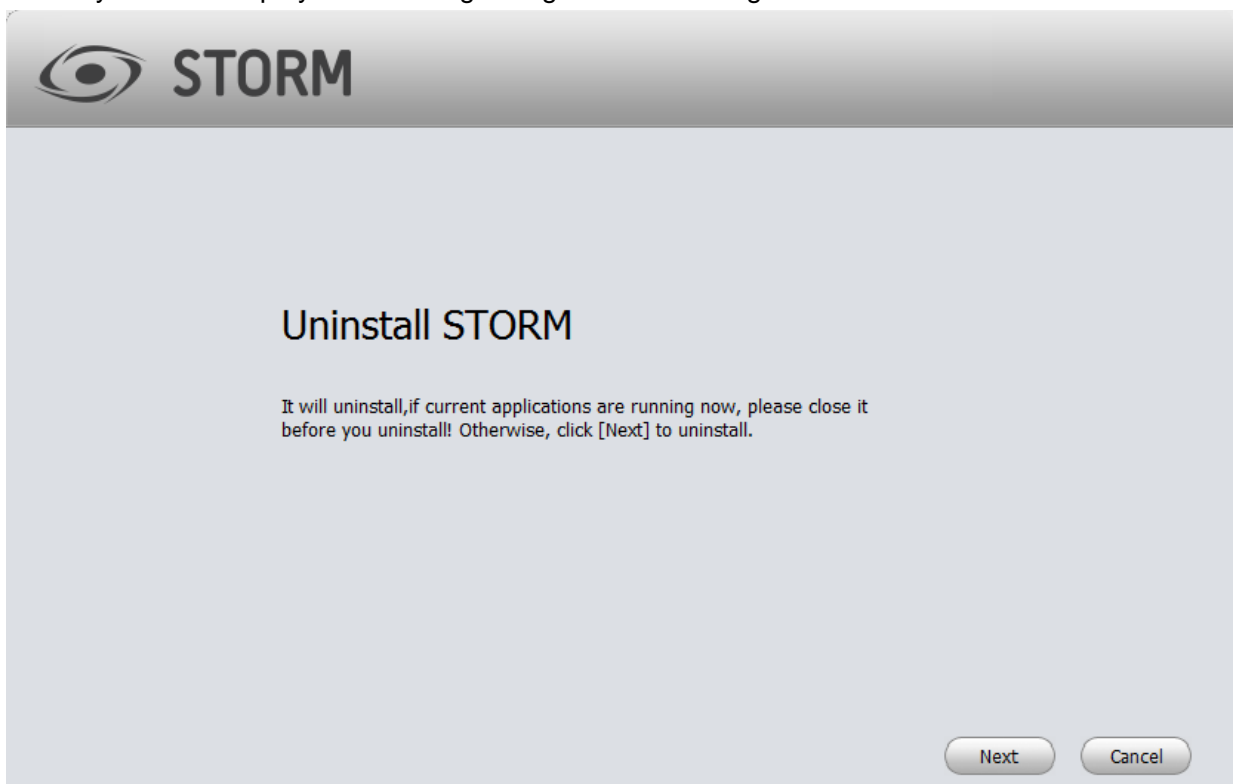 STORM
Uninstall STORM
It will uninstall,if current applications are running now, please close it
before you uninstall! Otherwise, click [Next] to uninstall.
Next
Cancel